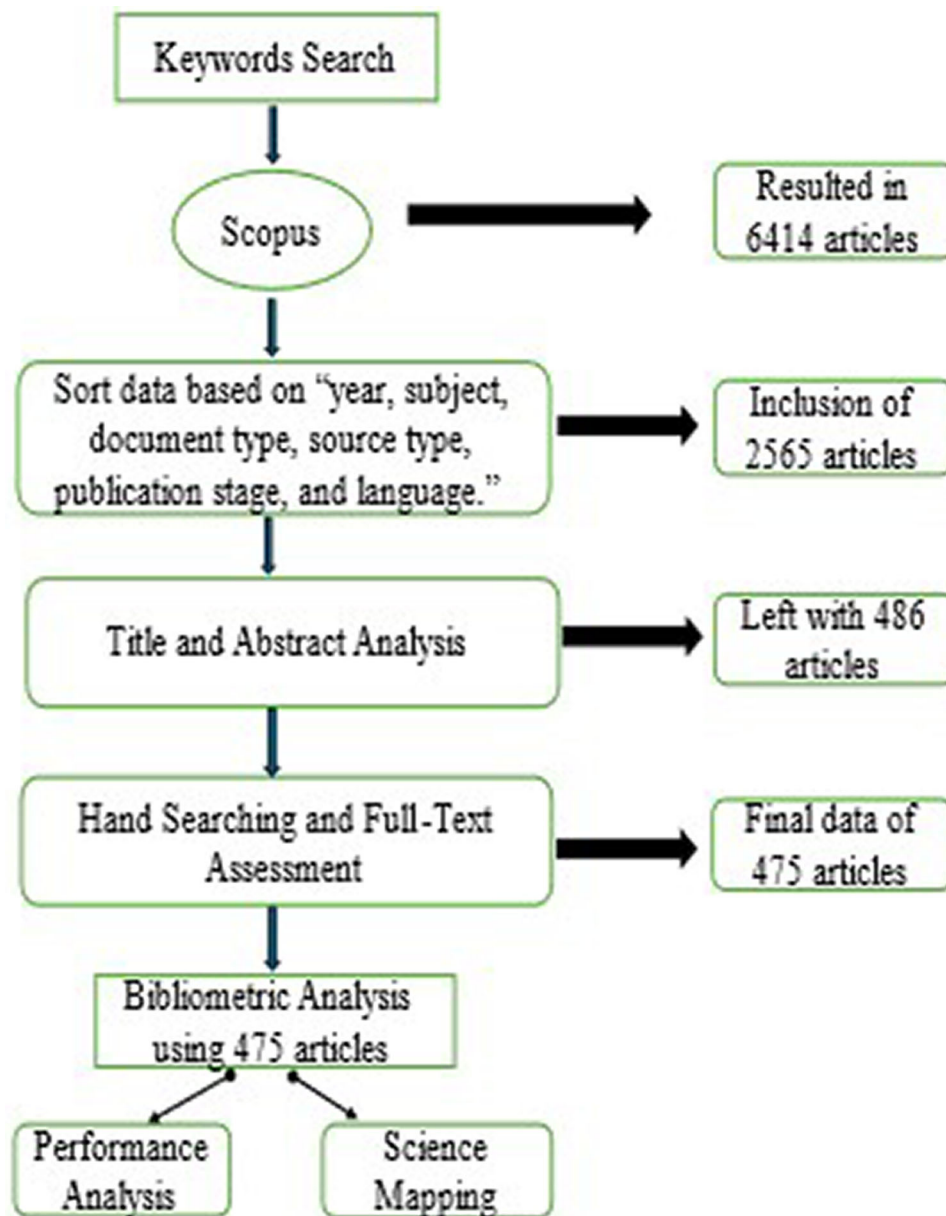 Keywords Search
Scopus
Resulted in
6414 articles
Sort data based on “year, subject,
document type, source type,
publication stage, and language.”
Inclusion of
2565 articles
Title and Abstract Analysis
Left with 486
articles
Hand Searching and Full-Text
Assessment
Final data of
475 articles
Bibliometric Analysis
using 475 articles
Performance
Analysis
Science
Mapping